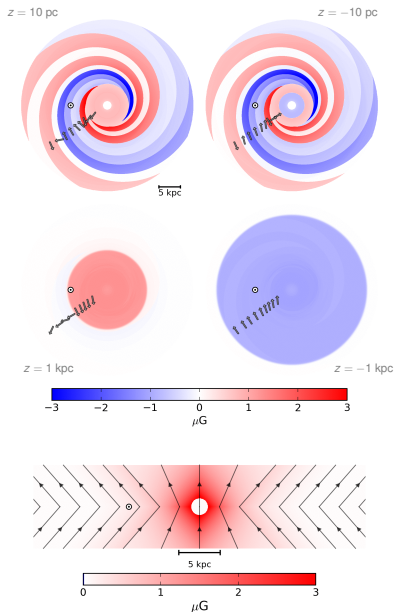 z = 10 pc
z = −10 pc
5 kpc
z = 1 kpc
z = −1 kpc
−3 −2 −1 0 1 2 3
μG
5 kpc
0 1 2 3
μG